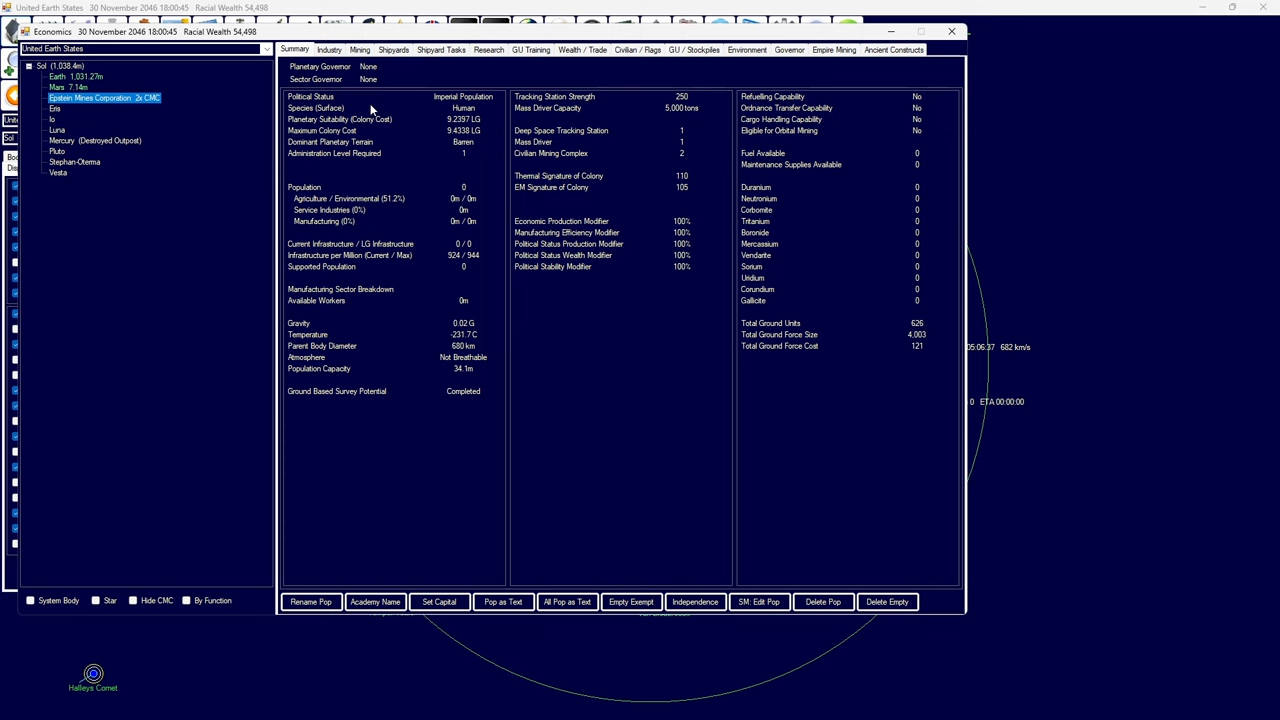 United Earth States 30 November 2046 18:00:45 Racial Wealth 54,498
Economics 30 November 2046 18:00:45 Racial Wealth 54,498
United Earth States
Summary Industry Mining Shipyards Shipyard Tasks Research GU Training Wealth / Trade Civilian / Flags GU / Stockpiles Environment Governor Empire Mining Ancient Constructs
Sol (1,038.4m)
Earth 1,031.27m
Mars 7.14m
Epstein Mines Corporation 2x CMC
Eris
Io
Luna
Mercury (Destroyed Outpost)
Pluto
Stephan-Oterma
Vesta
Planetary Governor None
Sector Governor None
Political Status Imperial Population
Species (Surface) Human
Planetary Suitability (Colony Cost) 9.2397 LG
Maximum Colony Cost 9.4338 LG
Dominant Planetary Terrain Barren
Administration Level Required 1
Population 0
Agriculture / Environmental (51.2%) 0m / 0m
Service Industries (0%) 0m
Manufacturing (0%) 0m / 0m
Current Infrastructure / LG Infrastructure 0 / 0
Infrastructure per Million (Current / Max) 924 / 944
Supported Population 0
Manufacturing Sector Breakdown
Available Workers 0m
Gravity 0.02 G
Temperature -231.7 C
Parent Body Diameter 680 km
Atmosphere Not Breathable
Population Capacity 34.1m
Ground Based Survey Potential Completed
Tracking Station Strength 250
Mass Driver Capacity 5,000 tons
Deep Space Tracking Station 1
Mass Driver 1
Civilian Mining Complex 2
Thermal Signature of Colony 110
EM Signature of Colony 105
Economic Production Modifier 100%
Manufacturing Efficiency Modifier 100%
Political Status Production Modifier 100%
Political Status Wealth Modifier 100%
Political Stability Modifier 100%
Refuelling Capability No
Ordnance Transfer Capability No
Cargo Handling Capability No
Eligible for Orbital Mining No
Fuel Available 0
Maintenance Supplies Available 0
Duranium 0
Neutronium 0
Corbomite 0
Tritanium 0
Boronide 0
Mercassium 0
Vendarite 0
Sorium 0
Uridium 0
Corundium 0
Gallicite 0
Total Ground Units 626
Total Ground Force Size 4,003
Total Ground Force Cost 121
05:06:37 682 km/s
0 ETA 00:00:00
System Body Star Hide CMC By Function
Rename Pop Academy Name Set Capital Pop as Text All Pop as Text Empty Exempt Independence SM: Edit Pop Delete Pop Delete Empty
Halleys Comet